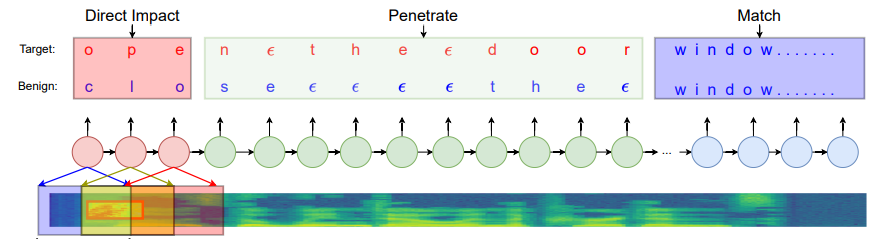 Direct Impact Penetrate Match
Target: o p e n ϵ t h e ϵ d o o r w i n d o w . . . . . . .
Benign: c l o s e ϵ ϵ ϵ ϵ t h e ϵ w i n d o w . . . . . . .
...